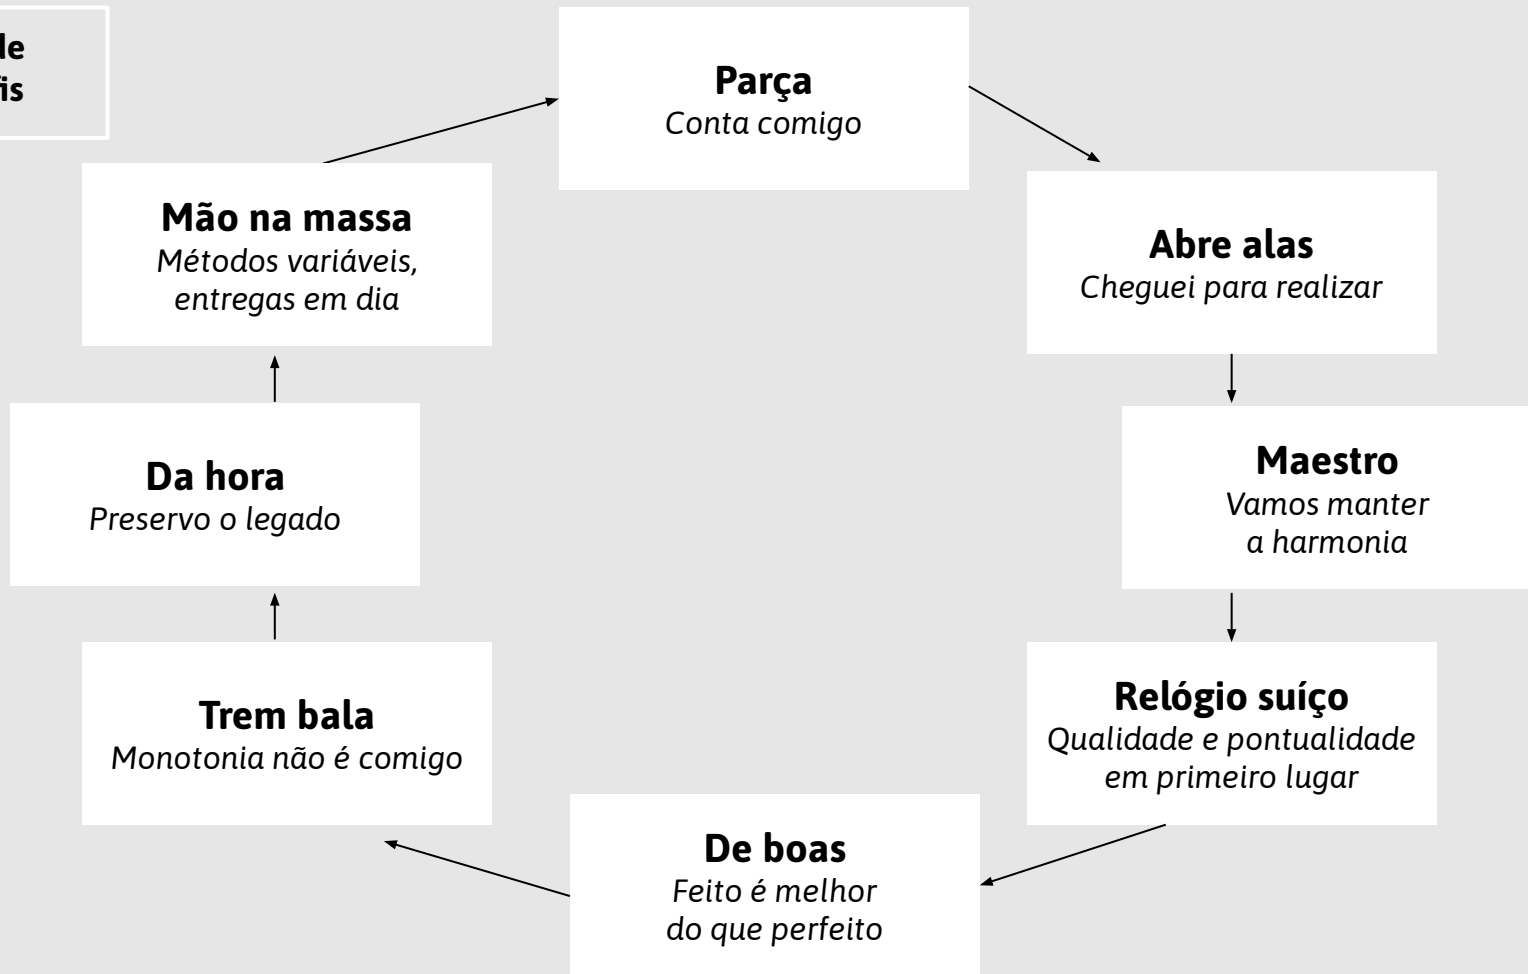 Parça
Conta comigo
Mão na massa
Métodos variáveis,
entregas em dia
Abre alas
Cheguei para realizar
Da hora
Preservo o legado
Maestro
Vamos manter
a harmonia
Trem bala
Monotonia não é comigo
Relógio suíço
Qualidade e pontualidade
em primeiro lugar
De boas
Feito é melhor
do que perfeito